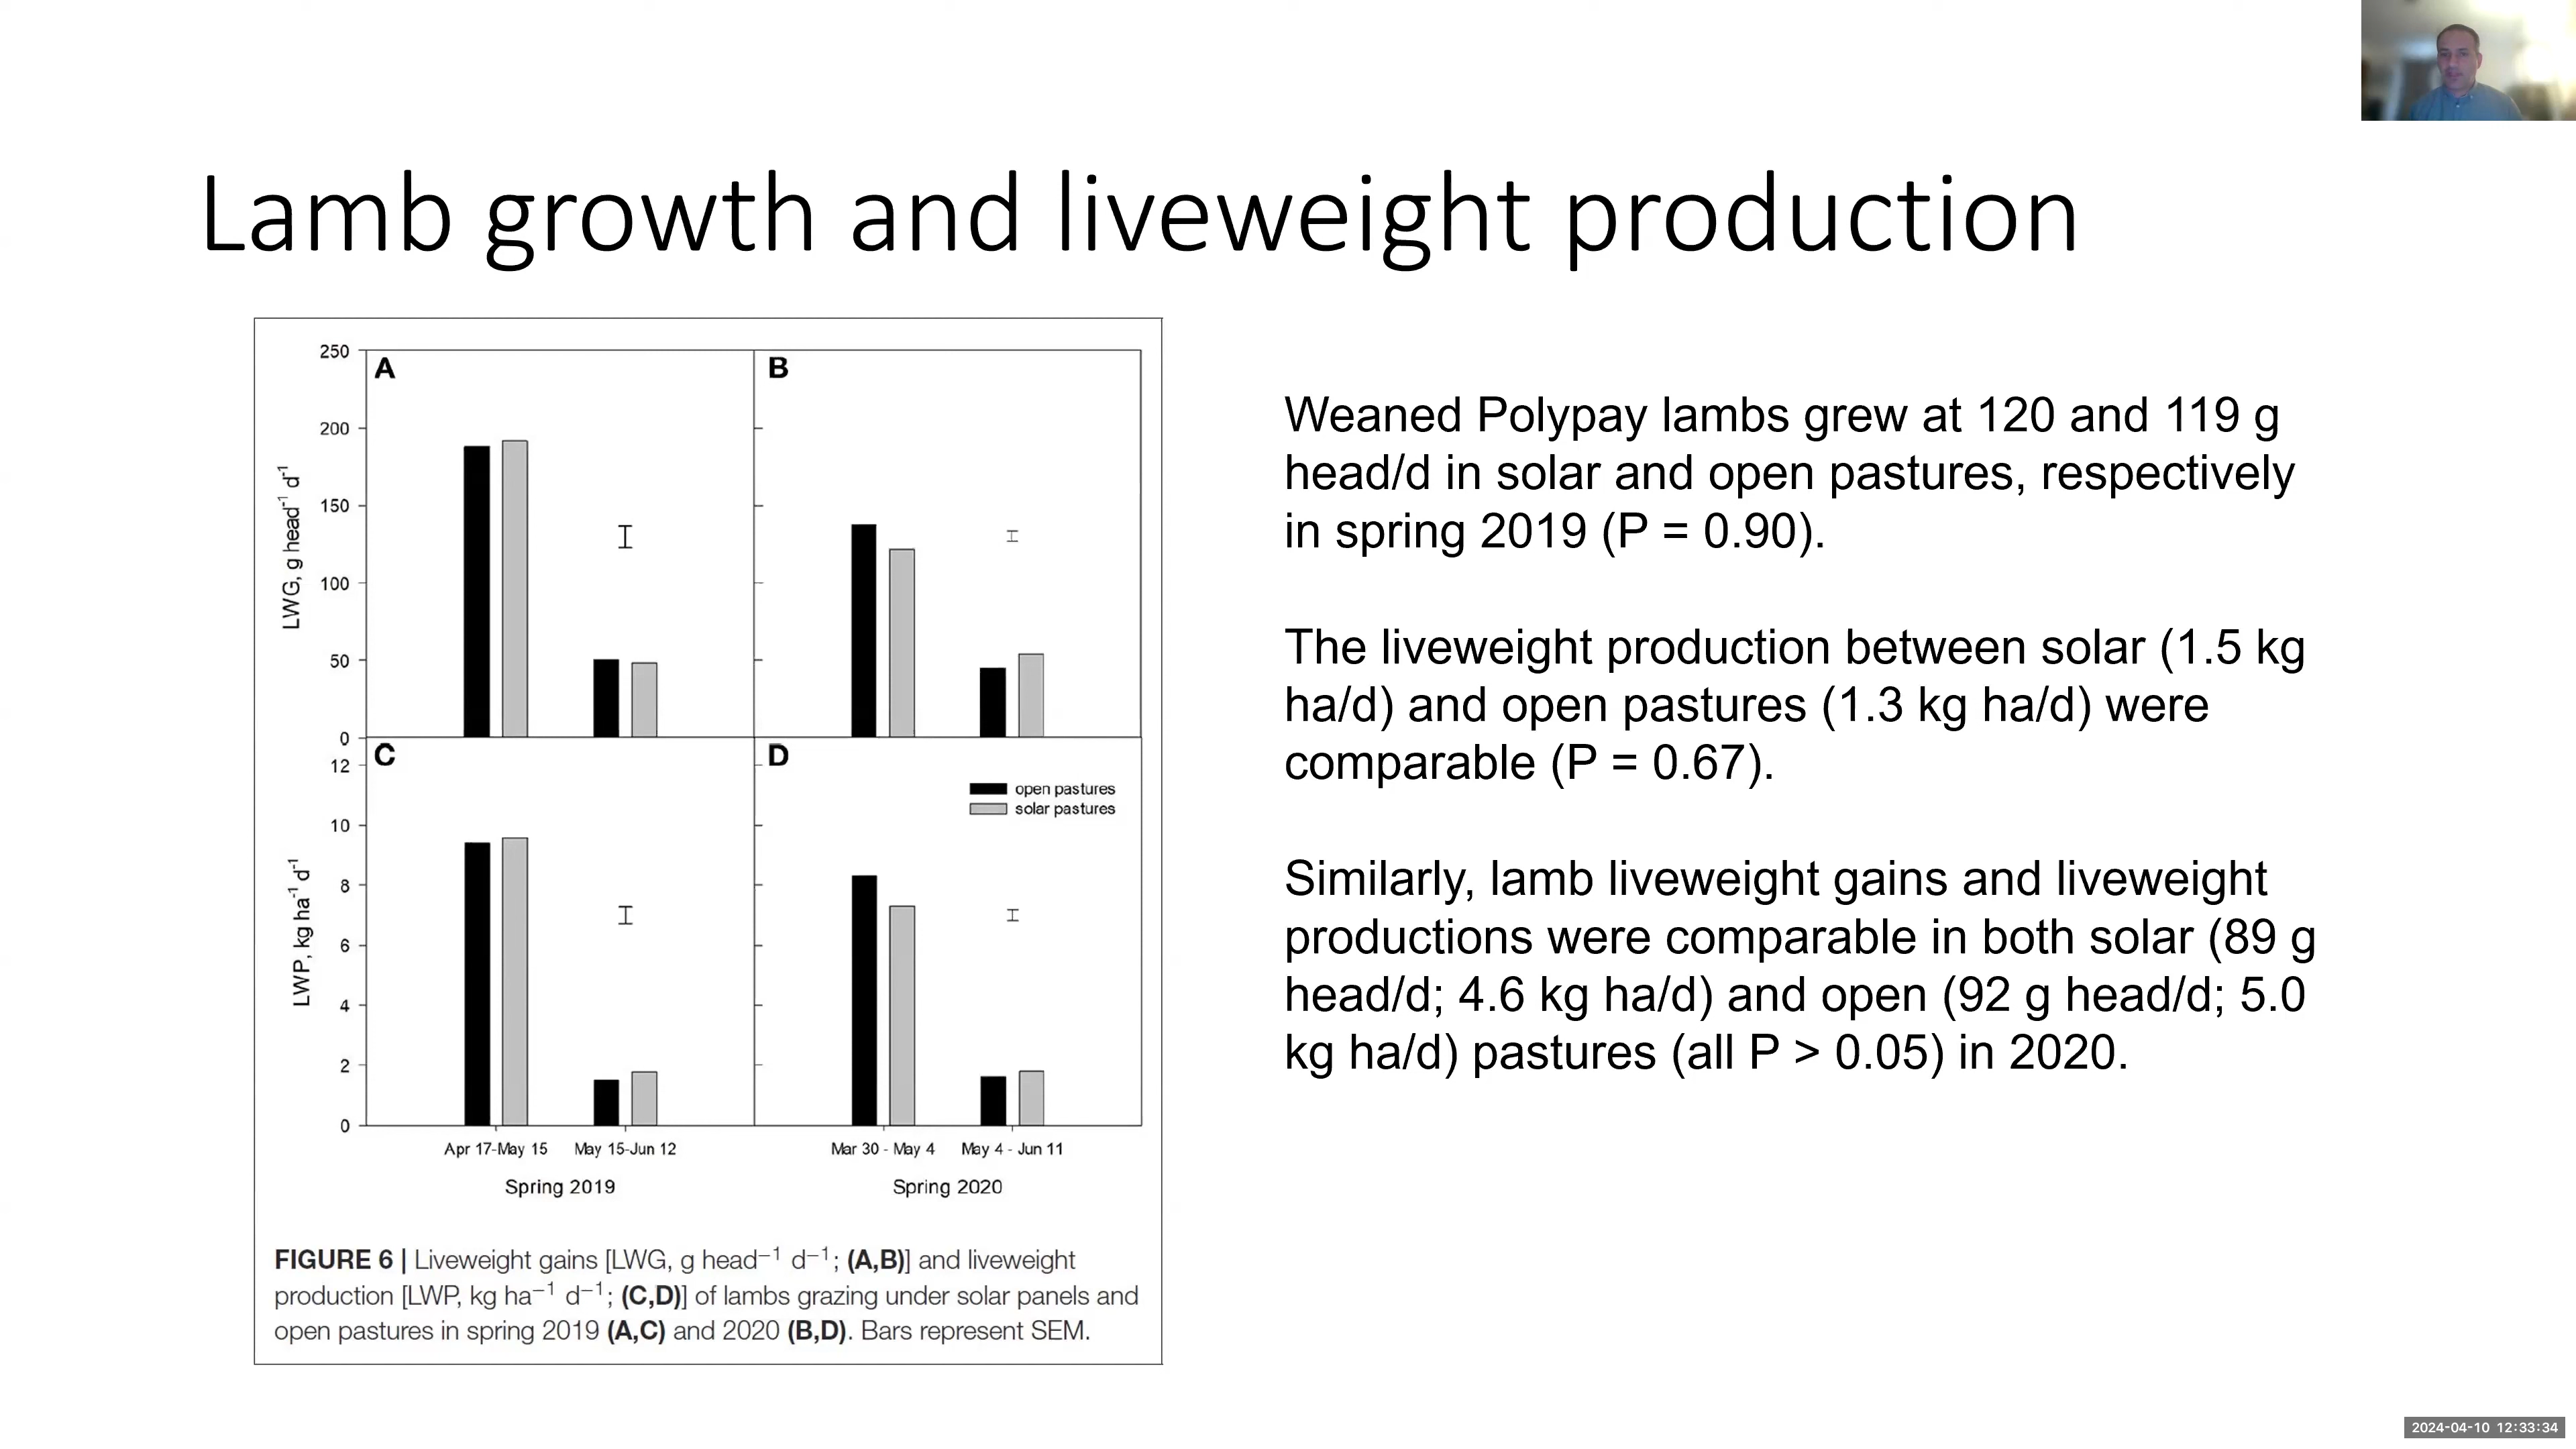 Lamb growth and liveweight production
A
B
250
200
150
100
50
0
LWG, g head⁻¹ d⁻¹
C
D
12
10
8
6
4
2
0
LWP, kg ha⁻¹ d⁻¹
open pastures
solar pastures
Apr 17-May 15
May 15-Jun 12
Mar 30 - May 4
May 4 - Jun 11
Spring 2019
Spring 2020
FIGURE 6 | Liveweight gains [LWG, g head⁻¹ d⁻¹; (A,B)] and liveweight
production [LWP, kg ha⁻¹ d⁻¹; (C,D)] of lambs grazing under solar panels and
open pastures in spring 2019 (A,C) and 2020 (B,D). Bars represent SEM.
Weaned Polypay lambs grew at 120 and 119 g
head/d in solar and open pastures, respectively
in spring 2019 (P = 0.90).
The liveweight production between solar (1.5 kg
ha/d) and open pastures (1.3 kg ha/d) were
comparable (P = 0.67).
Similarly, lamb liveweight gains and liveweight
productions were comparable in both solar (89 g
head/d; 4.6 kg ha/d) and open (92 g head/d; 5.0
kg ha/d) pastures (all P > 0.05) in 2020.
2024-04-10 12:33:34